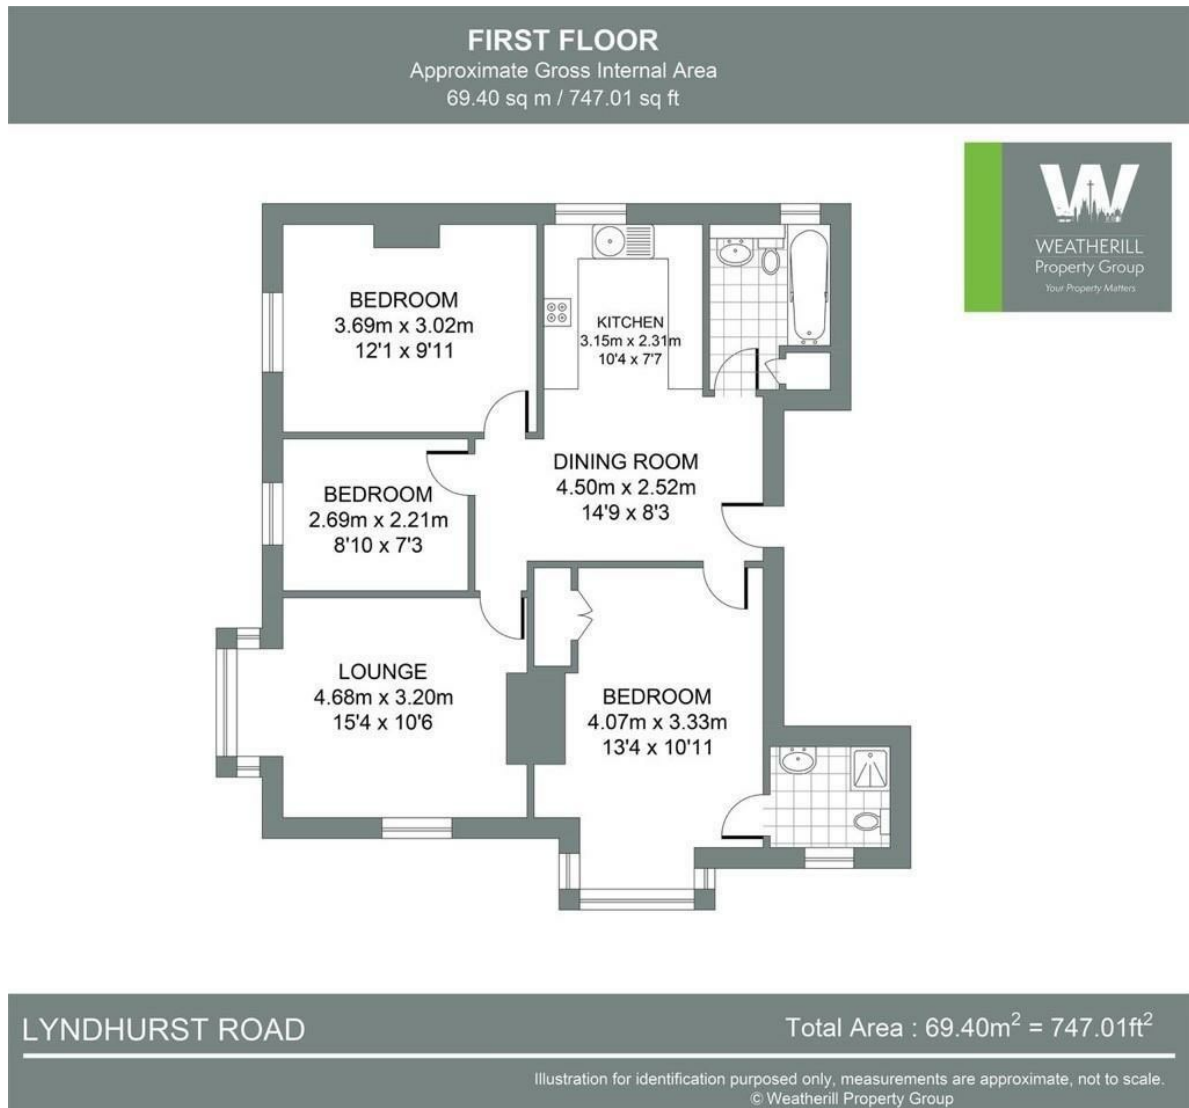 FIRST FLOOR
Approximate Gross Internal Area
69.40 sq m / 747.01 sq ft
W
WEATHERILL
Property Group
Your Property Matters
BEDROOM
3.69m x 3.02m
12'1 x 9'11
KITCHEN
3.15m x 2.31m
10'4 x 7'7
BEDROOM
2.69m x 2.21m
8'10 x 7'3
DINING ROOM
4.50m x 2.52m
14'9 x 8'3
LOUNGE
4.68m x 3.20m
15'4 x 10'6
BEDROOM
4.07m x 3.33m
13'4 x 10'11
LYNDHURST ROAD
Total Area : 69.40m² = 747.01ft²
Illustration for identification purposed only, measurements are approximate, not to scale.
© Weatherill Property Group